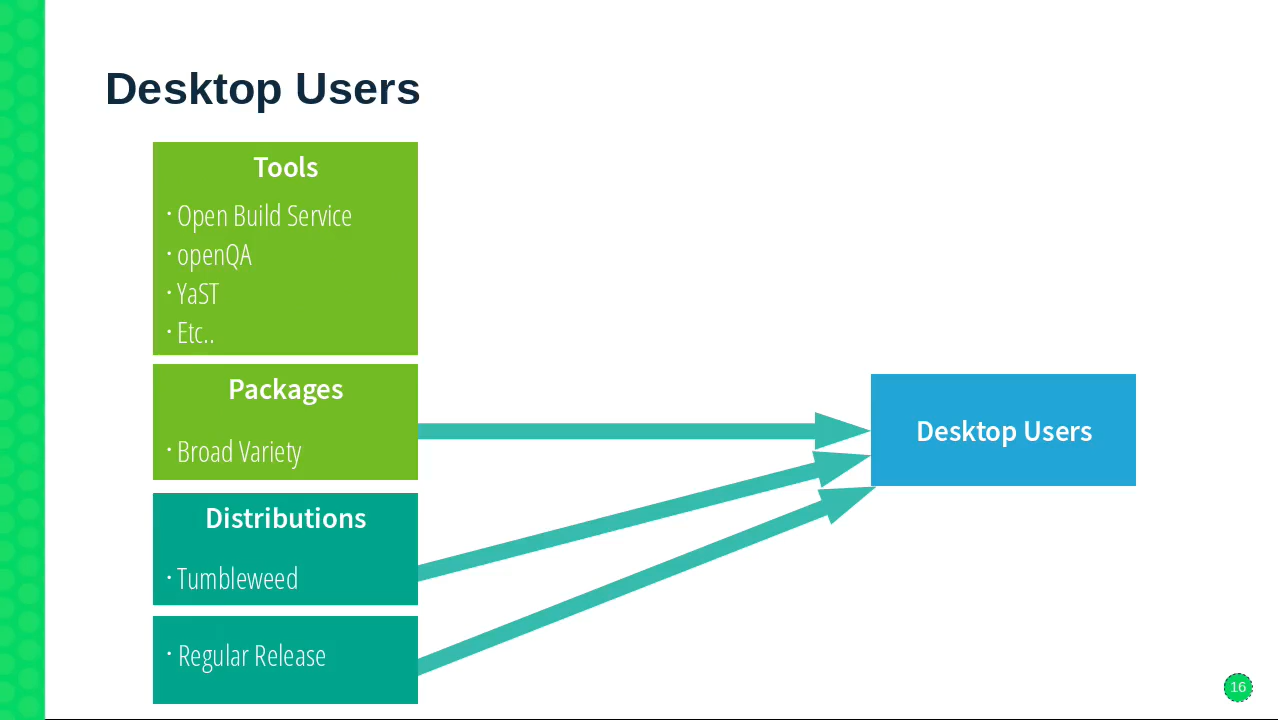 Desktop Users
Tools
· Open Build Service
· openQA
· YaST
· Etc..
Packages
· Broad Variety
Distributions
· Tumbleweed
· Regular Release
Desktop Users
16